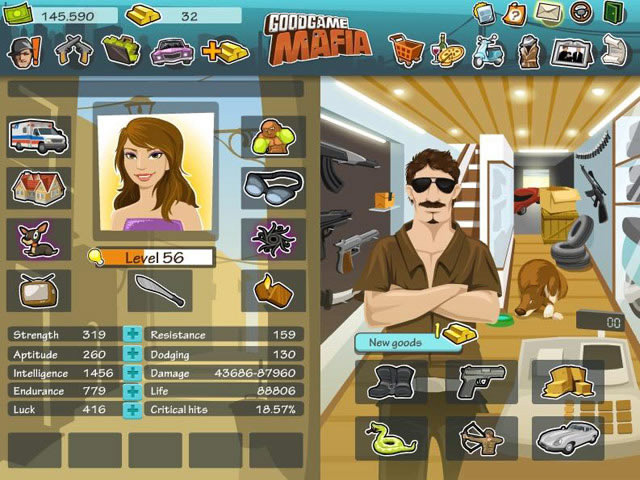 145.590
32
GOODGAME
MAFIA
Level 56
Strength 319
Resistance 159
Aptitude 260
Dodging 130
Intelligence 1456
Damage 43686-87960
Endurance 779
Life 88806
Luck 416
Critical hits 18.57%
New goods 1
00